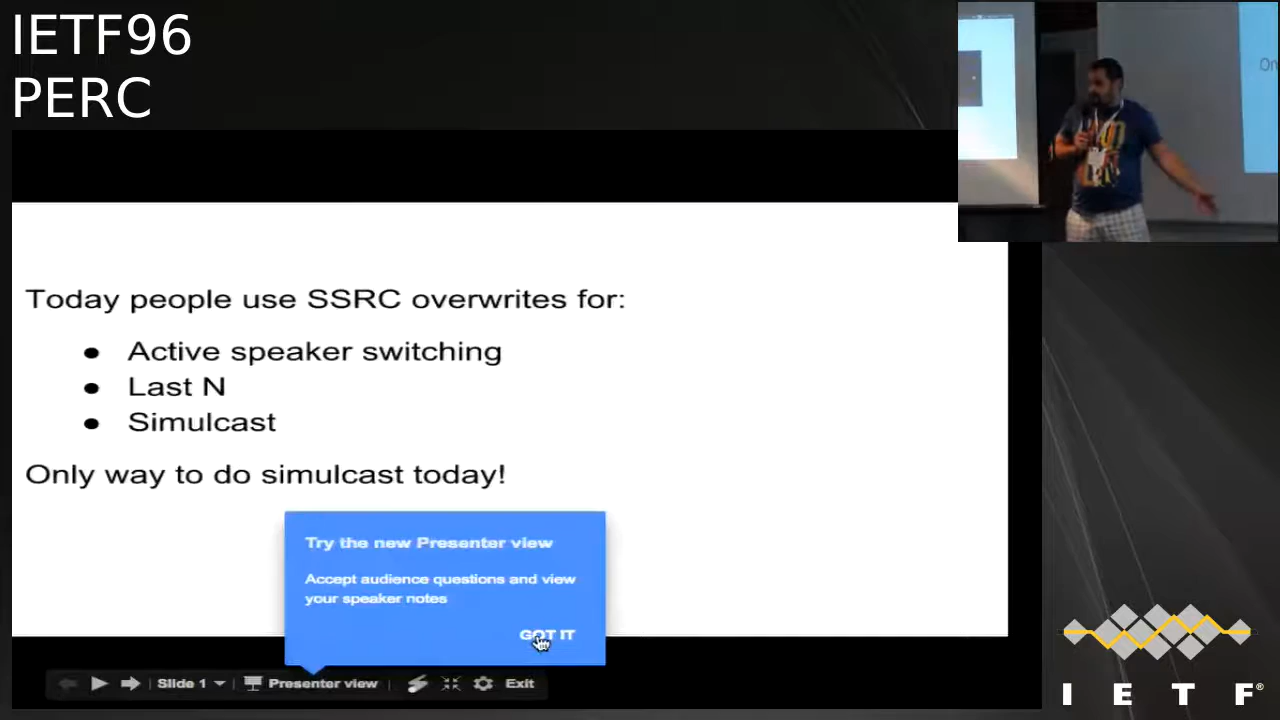 IETF96
PERC
On
Today people use SSRC overwrites for:
● Active speaker switching
● Last N
● Simulcast
Only way to do simulcast today!
Try the new Presenter view
Accept audience questions and view
your speaker notes
GOT IT
Slide 1
Presenter view
Exit
I E T F®